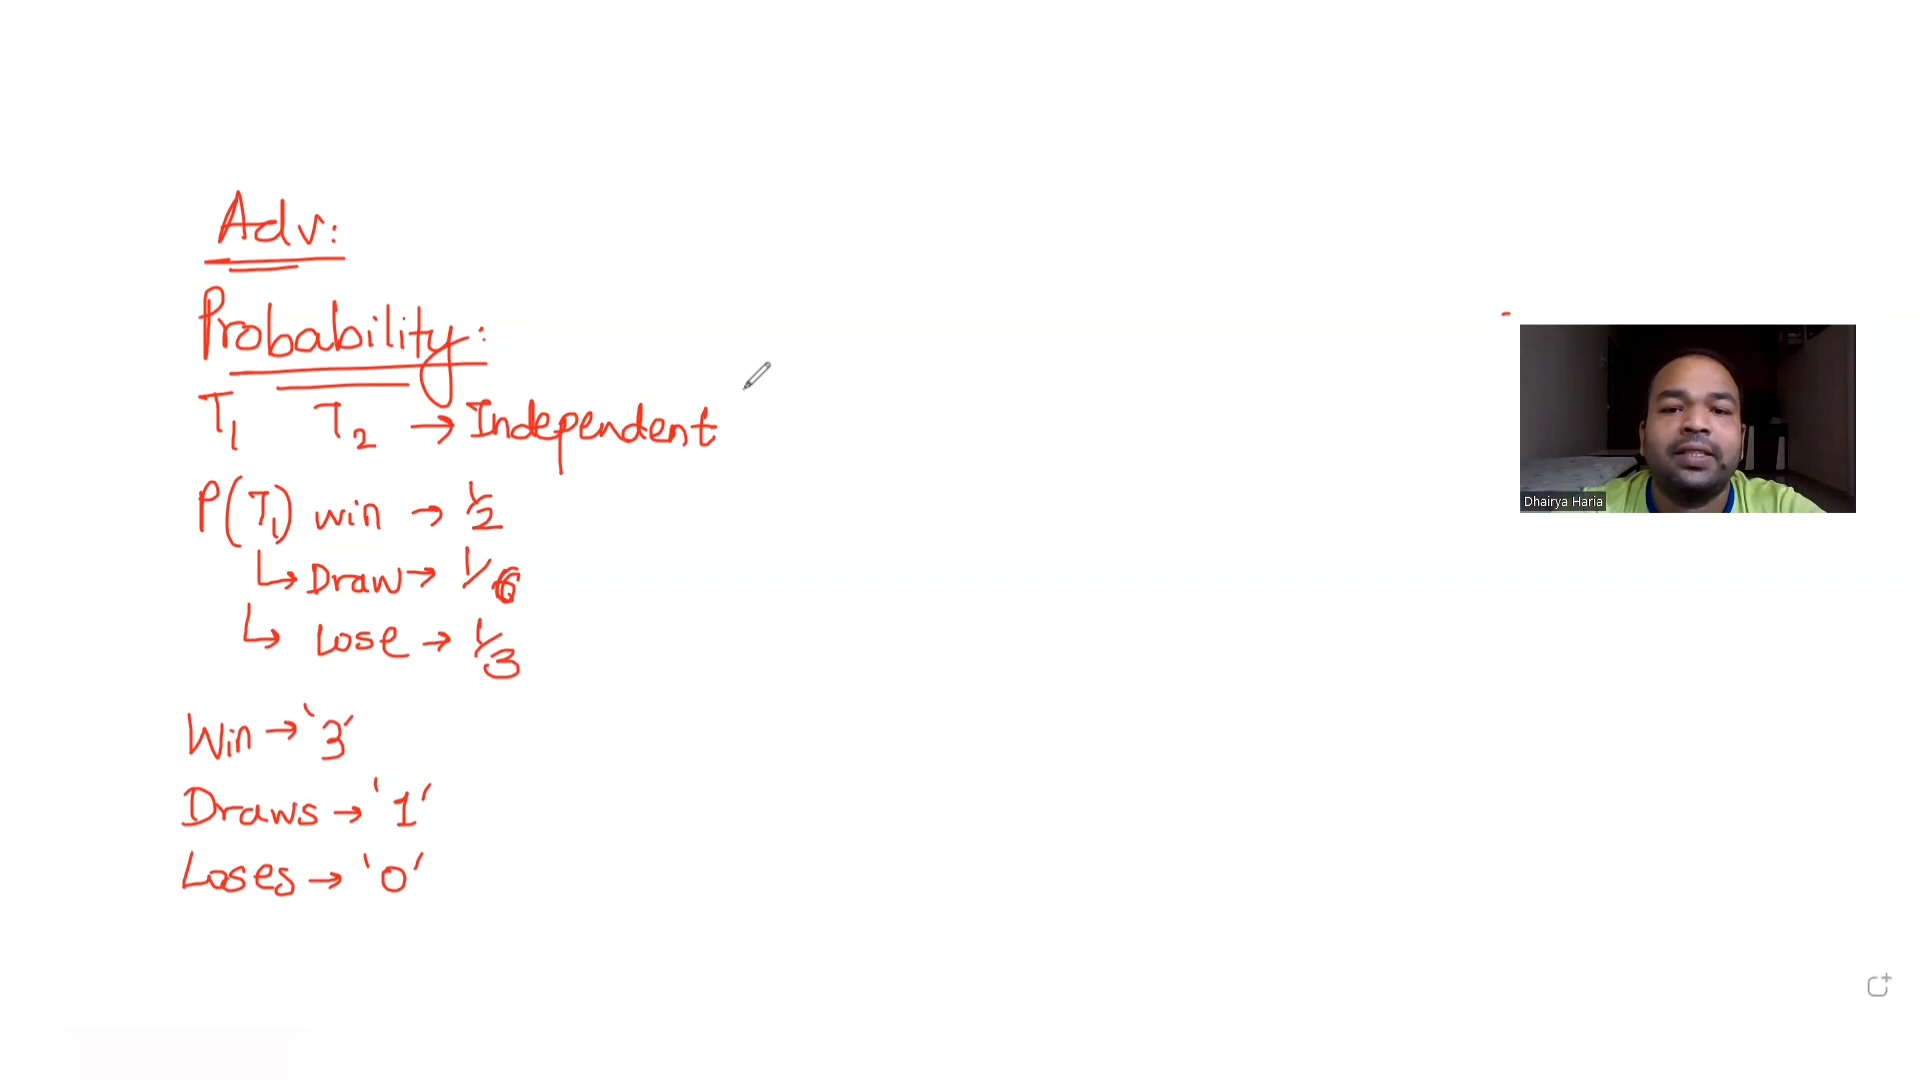 Adv:
Probability:
T1 T2 → Independent
P(T1) win → 1/2
↳ Draw → 1/6
↳ Lose → 1/3
Win → '3'
Draws → '1'
Loses → '0'
Dhairya Haria